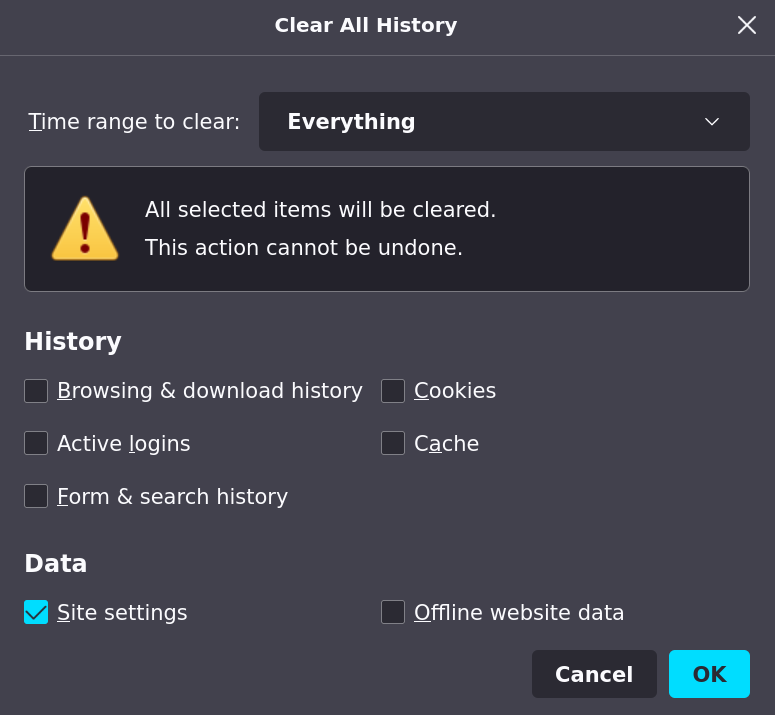 Clear All History
Time range to clear: Everything
All selected items will be cleared.
This action cannot be undone.
History
Browsing & download history Cookies
Active logins Cache
Form & search history
Data
Site settings Offline website data
Cancel OK